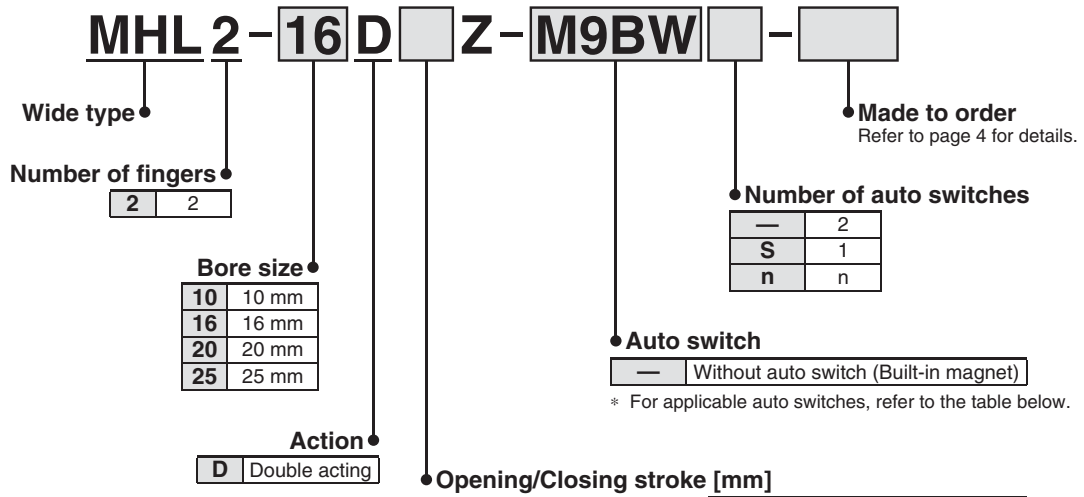 MHL 2 – 16 D Z – M9BW –
Wide type
Made to order
Refer to page 4 for details.
Number of fingers
2 2
Number of auto switches
— 2
S 1
n n
Bore size
10 10 mm
16 16 mm
20 20 mm
25 25 mm
Auto switch
— Without auto switch (Built-in magnet)
* For applicable auto switches, refer to the table below.
Action
D Double acting
Opening/Closing stroke [mm]